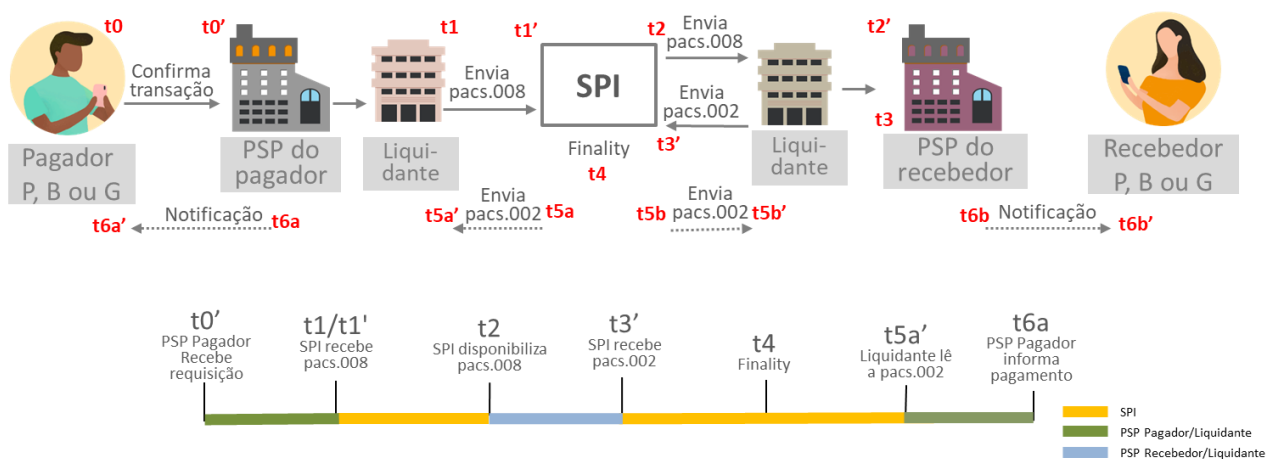 t0
t0’
t1
t1’
t2
Envia
pacs.008
t2’
Confirma
transação
Envia
pacs.008
SPI
Envia
pacs.002
t3
t3’
Pagador
P, B ou G
PSP do
pagador
Liqui-
dante
Finality
t4
Liqui-
dante
PSP do
recebedor
Recebedor
P, B ou G
t6a’
Notificação
t6a
t5a’
Envia
pacs.002
t5a
t5b
Envia
pacs.002
t5b’
t6b
Notificação
t6b’
t0’
PSP Pagador
Recebe
requisição
t1/t1'
SPI recebe
pacs.008
t2
SPI disponibiliza
pacs.008
t3’
SPI recebe
pacs.002
t4
Finality
t5a’
Liquidante lê
a pacs.002
t6a
PSP Pagador
informa
pagamento
SPI
PSP Pagador/Liquidante
PSP Recebedor/Liquidante